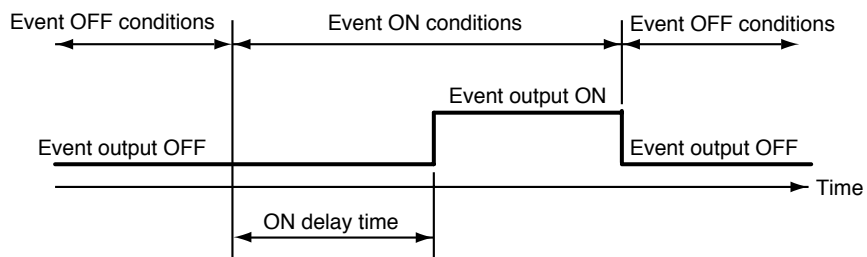 Event OFF conditions
Event ON conditions
Event OFF conditions
Event output ON
Event output OFF
Event output OFF
Time
ON delay time